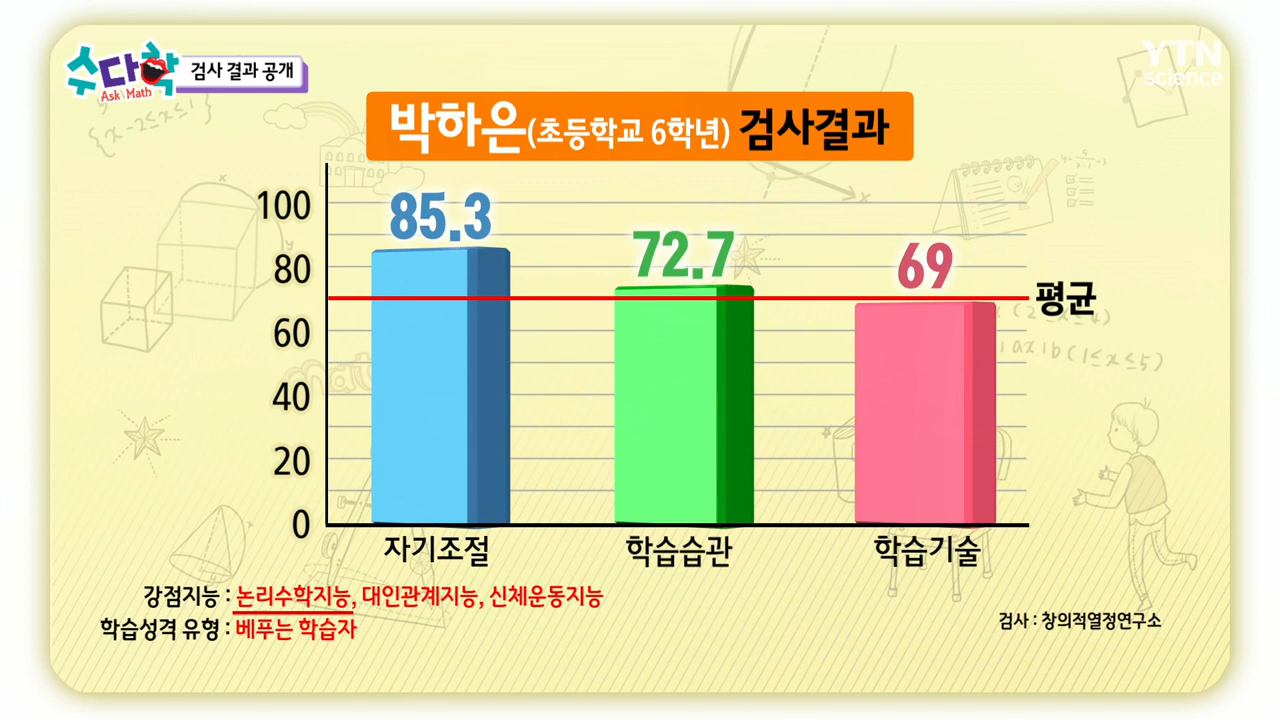 수다학
Ask Math
검사 결과 공개
YTN
science
박하은(초등학교 6학년) 검사결과
100
80
60
40
20
0
85.3
72.7
69
평균
자기조절
학습습관
학습기술
강점지능 : 논리수학지능, 대인관계지능, 신체운동지능
학습성격 유형 : 베푸는 학습자
검사 : 창의적열정연구소